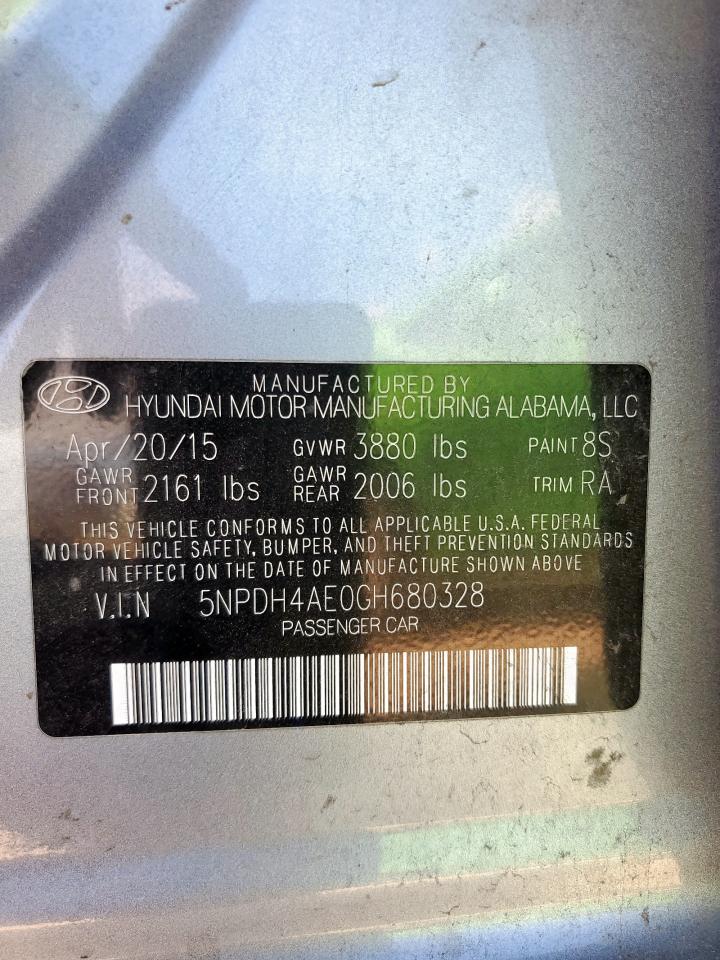 MANUFACTURED BY
HYUNDAI MOTOR MANUFACTURING ALABAMA, LLC
Apr/20/15 GVWR 3880 lbs PAINT 8S
GAWR FRONT 2161 lbs GAWR REAR 2006 lbs TRIM RA
THIS VEHICLE CONFORMS TO ALL APPLICABLE U.S.A. FEDERAL
MOTOR VEHICLE SAFETY, BUMPER, AND THEFT PREVENTION STANDARDS
IN EFFECT ON THE DATE OF MANUFACTURE SHOWN ABOVE
V.I.N 5NPDH4AE0GH680328
PASSENGER CAR